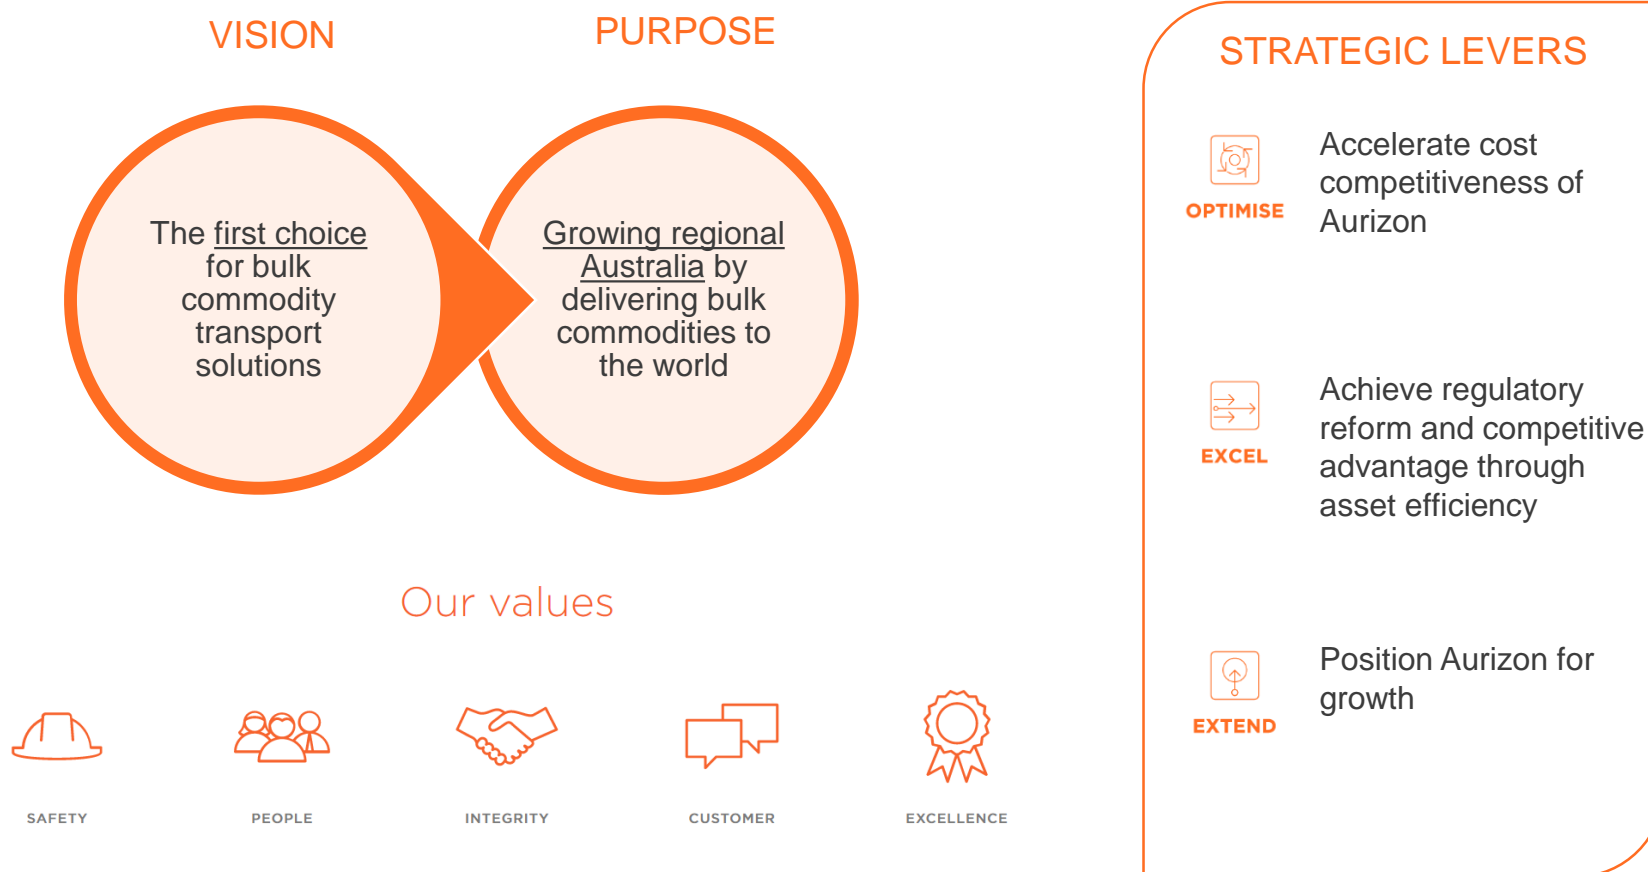 VISION
The first choice
for bulk
commodity
transport
solutions
PURPOSE
Growing regional
Australia by
delivering bulk
commodities to
the world
Our values
SAFETY
PEOPLE
INTEGRITY
CUSTOMER
EXCELLENCE
STRATEGIC LEVERS
OPTIMISE
Accelerate cost
competitiveness of
Aurizon
EXCEL
Achieve regulatory
reform and competitive
advantage through
asset efficiency
EXTEND
Position Aurizon for
growth